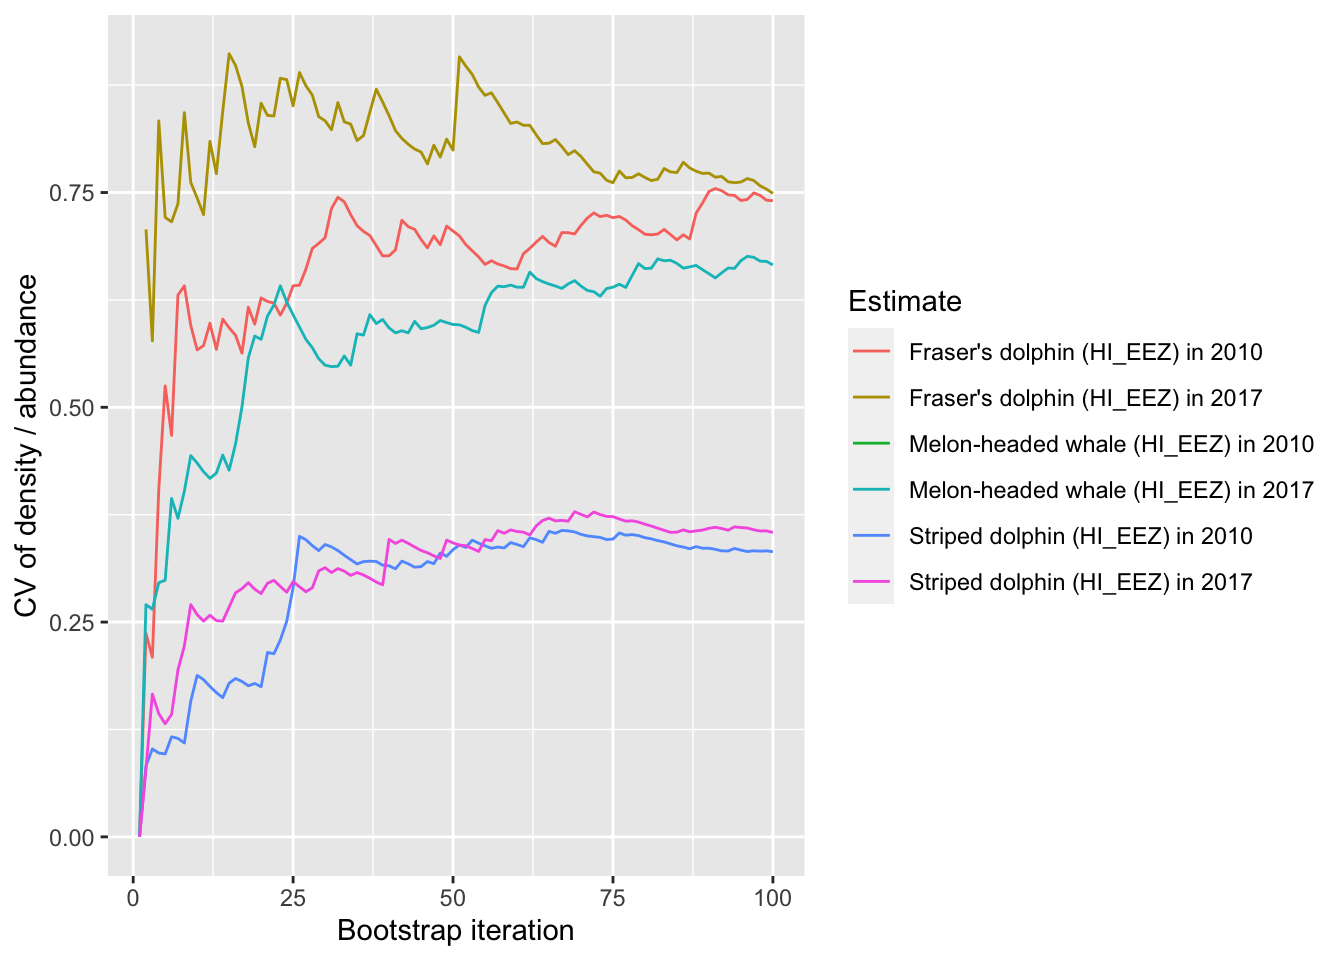 CV of density / abundance
0.75
0.50
0.25
0.00
0
25
50
75
100
Bootstrap iteration
Estimate
Fraser's dolphin (HI_EEZ) in 2010
Fraser's dolphin (HI_EEZ) in 2017
Melon-headed whale (HI_EEZ) in 2010
Melon-headed whale (HI_EEZ) in 2017
Striped dolphin (HI_EEZ) in 2010
Striped dolphin (HI_EEZ) in 2017